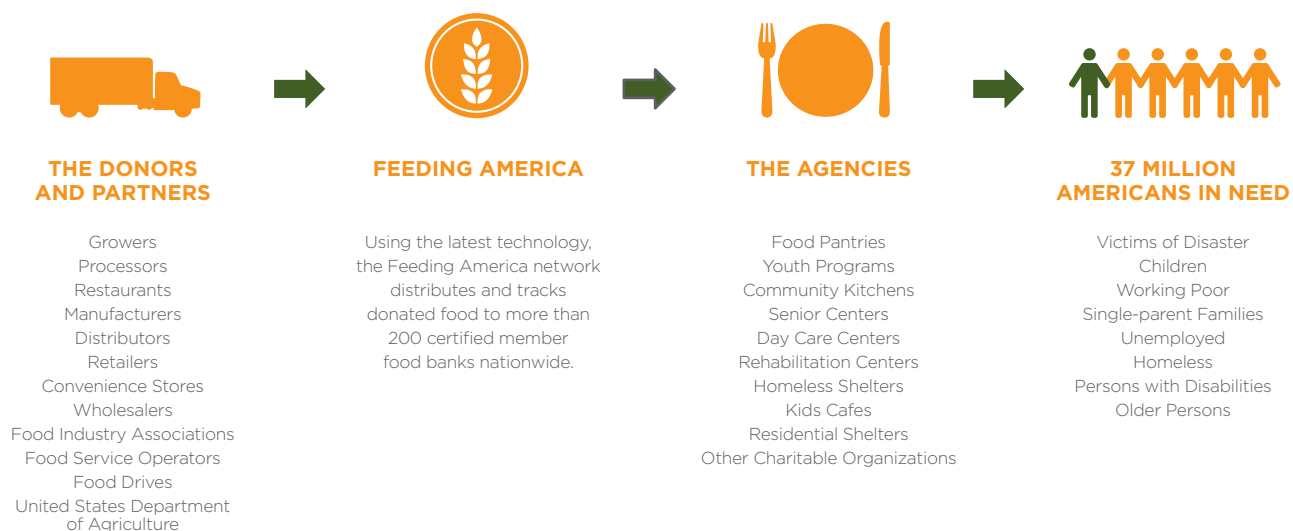 THE DONORS
AND PARTNERS
Growers
Processors
Restaurants
Manufacturers
Distributors
Retailers
Convenience Stores
Wholesalers
Food Industry Associations
Food Service Operators
Food Drives
United States Department
of Agriculture
FEEDING AMERICA
Using the latest technology,
the Feeding America network
distributes and tracks
donated food to more than
200 certified member
food banks nationwide.
THE AGENCIES
Food Pantries
Youth Programs
Community Kitchens
Senior Centers
Day Care Centers
Rehabilitation Centers
Homeless Shelters
Kids Cafes
Residential Shelters
Other Charitable Organizations
37 MILLION
AMERICANS IN NEED
Victims of Disaster
Children
Working Poor
Single-parent Families
Unemployed
Homeless
Persons with Disabilities
Older Persons